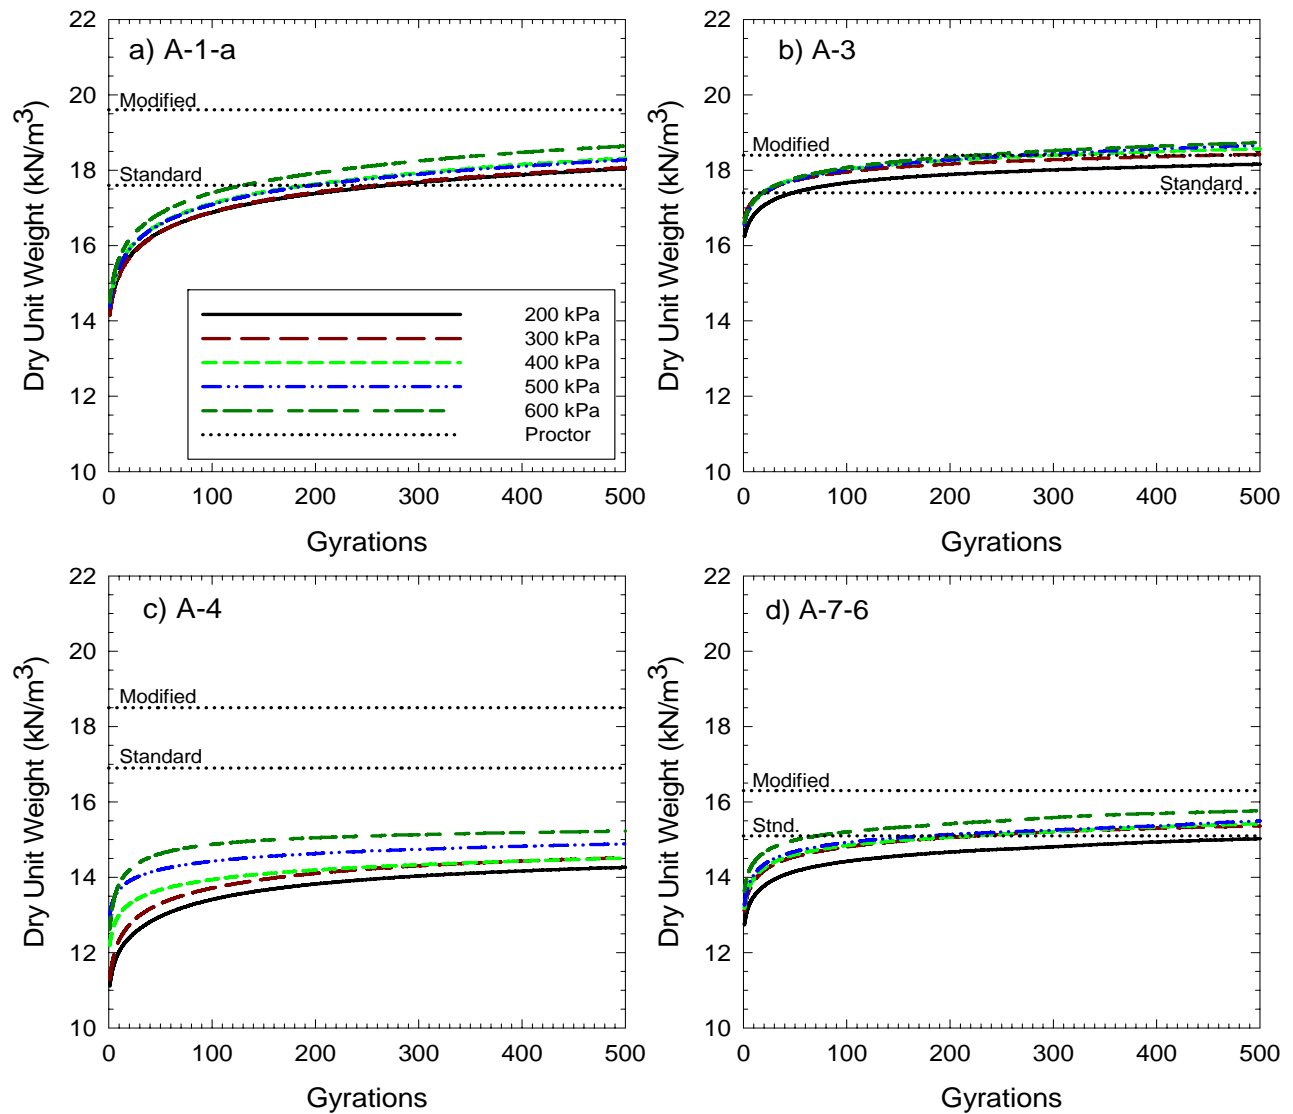 a) A-1-a
Modified
Standard
200 kPa
300 kPa
400 kPa
500 kPa
600 kPa
Proctor
22
20
18
16
14
12
10
0 100 200 300 400 500
Dry Unit Weight (kN/m3)
Gyrations
b) A-3
Modified
Standard
22
20
18
16
14
12
10
0 100 200 300 400 500
Dry Unit Weight (kN/m3)
Gyrations
c) A-4
Modified
Standard
22
20
18
16
14
12
10
0 100 200 300 400 500
Dry Unit Weight (kN/m3)
Gyrations
d) A-7-6
Modified
Stnd.
22
20
18
16
14
12
10
0 100 200 300 400 500
Dry Unit Weight (kN/m3)
Gyrations